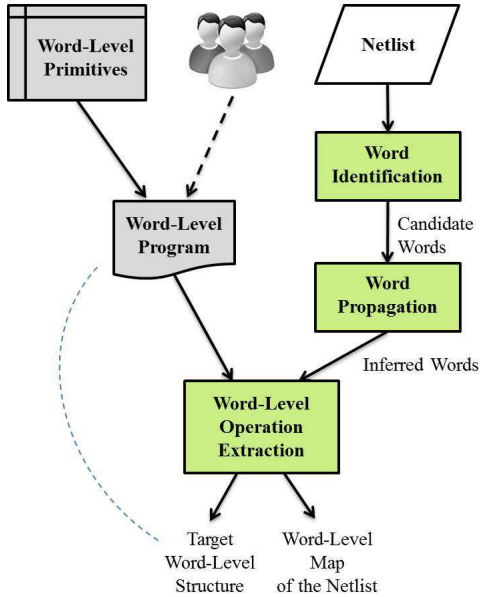 Word-Level
Primitives
Netlist
Word
Identification
Candidate
Words
Word-Level
Program
Word
Propagation
Inferred Words
Word-Level
Operation
Extraction
Target
Word-Level
Structure
Word-Level
Map
of the Netlist